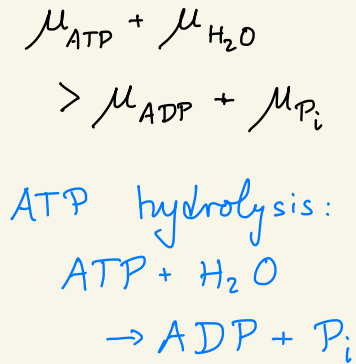 μ_ATP + μ_H₂O
> μ_ADP + μ_Pᵢ
ATP hydrolysis:
ATP + H₂O
→ ADP + Pᵢ